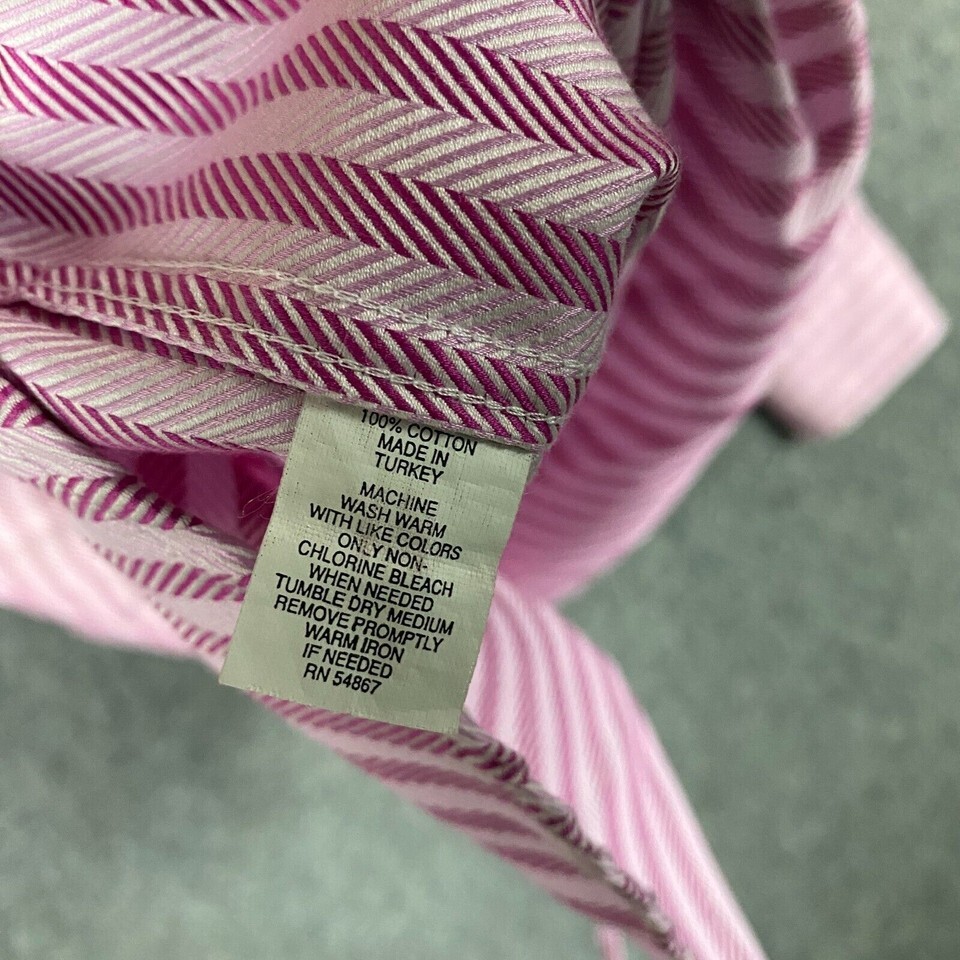 100% COTTON
MADE IN
TURKEY
MACHINE
WASH WARM
WITH LIKE COLORS
ONLY NON-
CHLORINE BLEACH
WHEN NEEDED
TUMBLE DRY MEDIUM
REMOVE PROMPTLY
WARM IRON
IF NEEDED
RN 54867